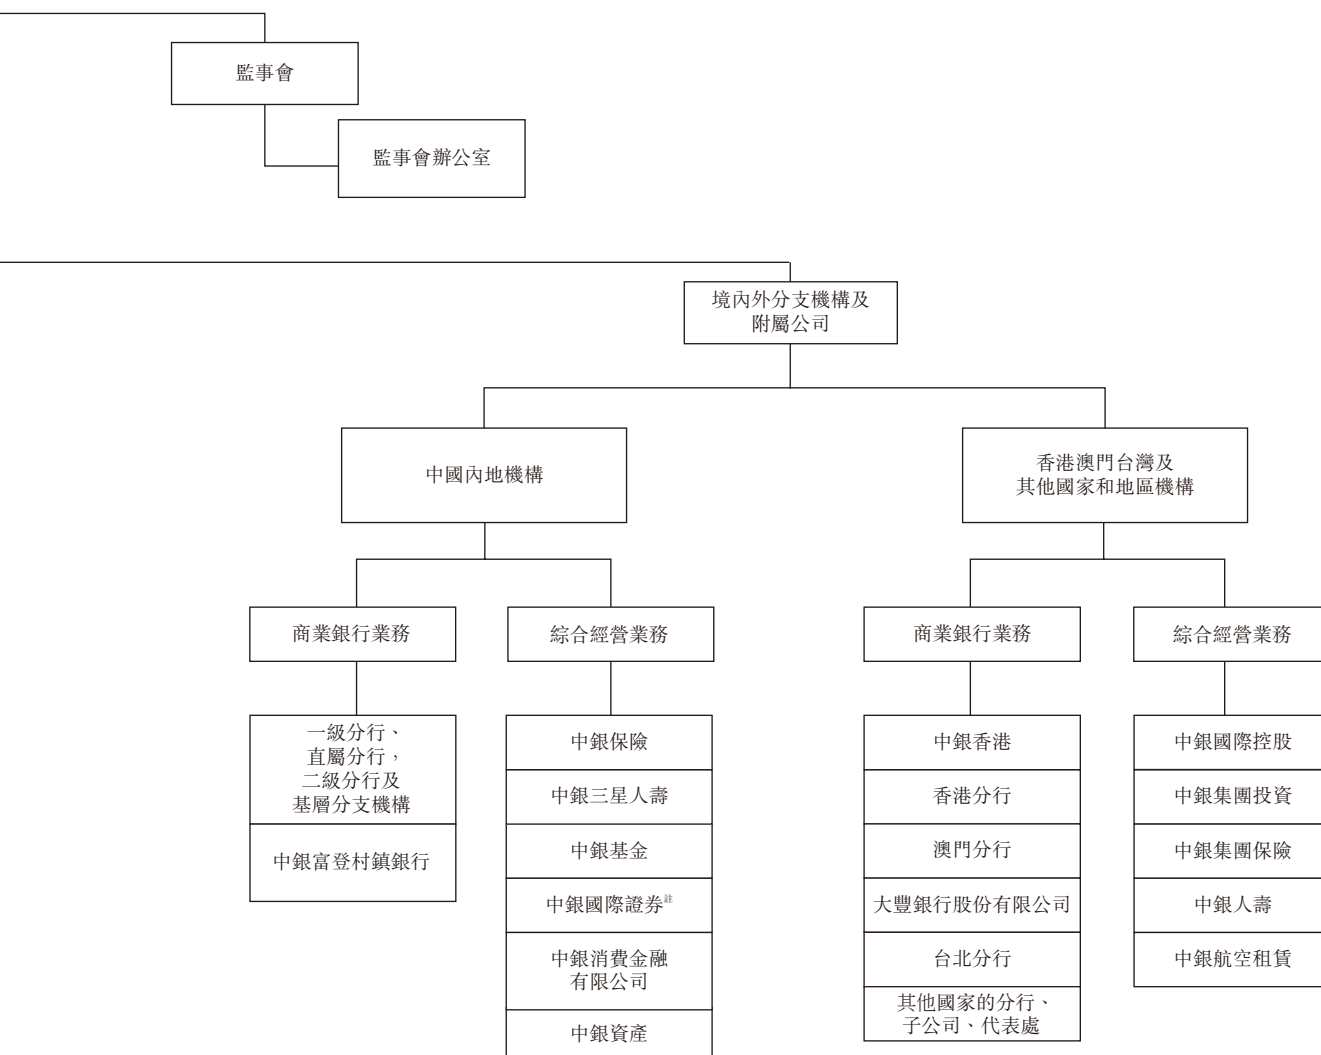 監事會
監事會辦公室
境內外分支機構及
附屬公司
中國內地機構
香港澳門台灣及
其他國家和地區機構
商業銀行業務
綜合經營業務
商業銀行業務
綜合經營業務
一級分行、
直屬分行，
二級分行及
基層分支機構
中銀富登村鎮銀行
中銀保險
中銀三星人壽
中銀基金
中銀國際證券註
中銀消費金融
有限公司
中銀資產
中銀香港
香港分行
澳門分行
大豐銀行股份有限公司
台北分行
其他國家的分行、
子公司、代表處
中銀國際控股
中銀集團投資
中銀集團保險
中銀人壽
中銀航空租賃